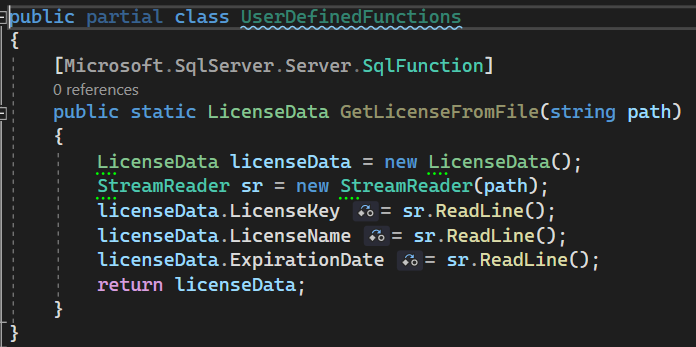 public partial class UserDefinedFunctions
{
[Microsoft.SqlServer.Server.SqlFunction]
0 references
public static LicenseData GetLicenseFromFile(string path)
{
LicenseData licenseData = new LicenseData();
StreamReader sr = new StreamReader(path);
licenseData.LicenseKey = sr.ReadLine();
licenseData.LicenseName = sr.ReadLine();
licenseData.ExpirationDate = sr.ReadLine();
return licenseData;
}
}